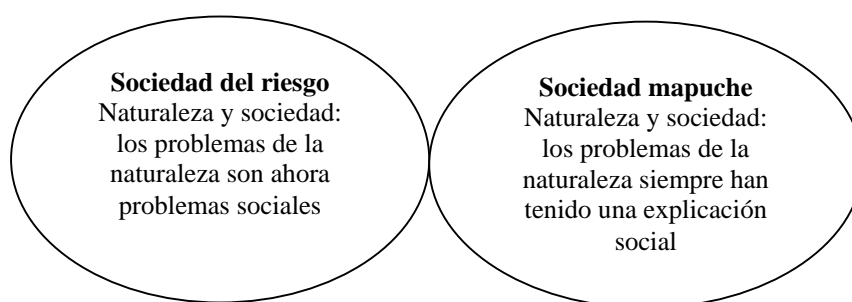 Sociedad del riesgo
Naturaleza y sociedad:
los problemas de la
naturaleza son ahora
problemas sociales
Sociedad mapuche
Naturaleza y sociedad:
los problemas de la
naturaleza siempre han
tenido una explicación
social